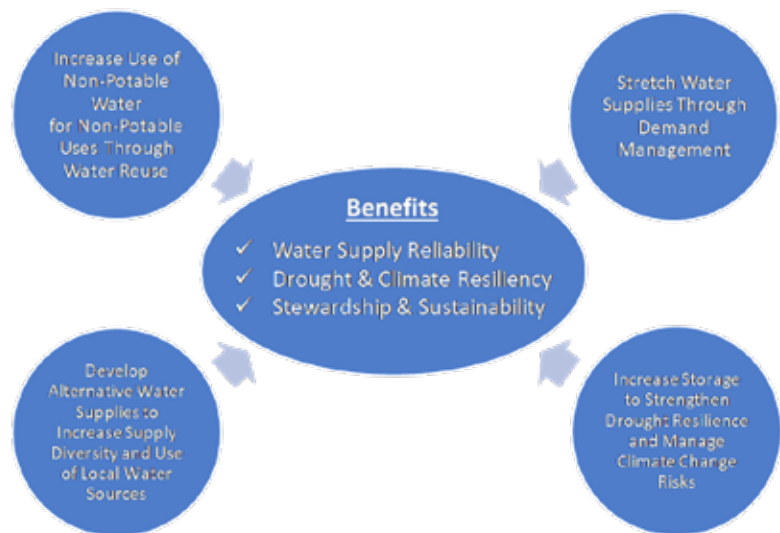 Increase Use of
Non-Potable
Water
for Non-Potable
Uses Through
Water Reuse
Stretch Water
Supplies Through
Demand
Management
Benefits
✓ Water Supply Reliability
✓ Drought & Climate Resiliency
✓ Stewardship & Sustainability
Develop
Alternative Water
Supplies to
Increase Supply
Diversity and Use
of Local Water
Sources
Increase Storage
to Strengthen
Drought Resilience
and Manage
Climate Change
Risks